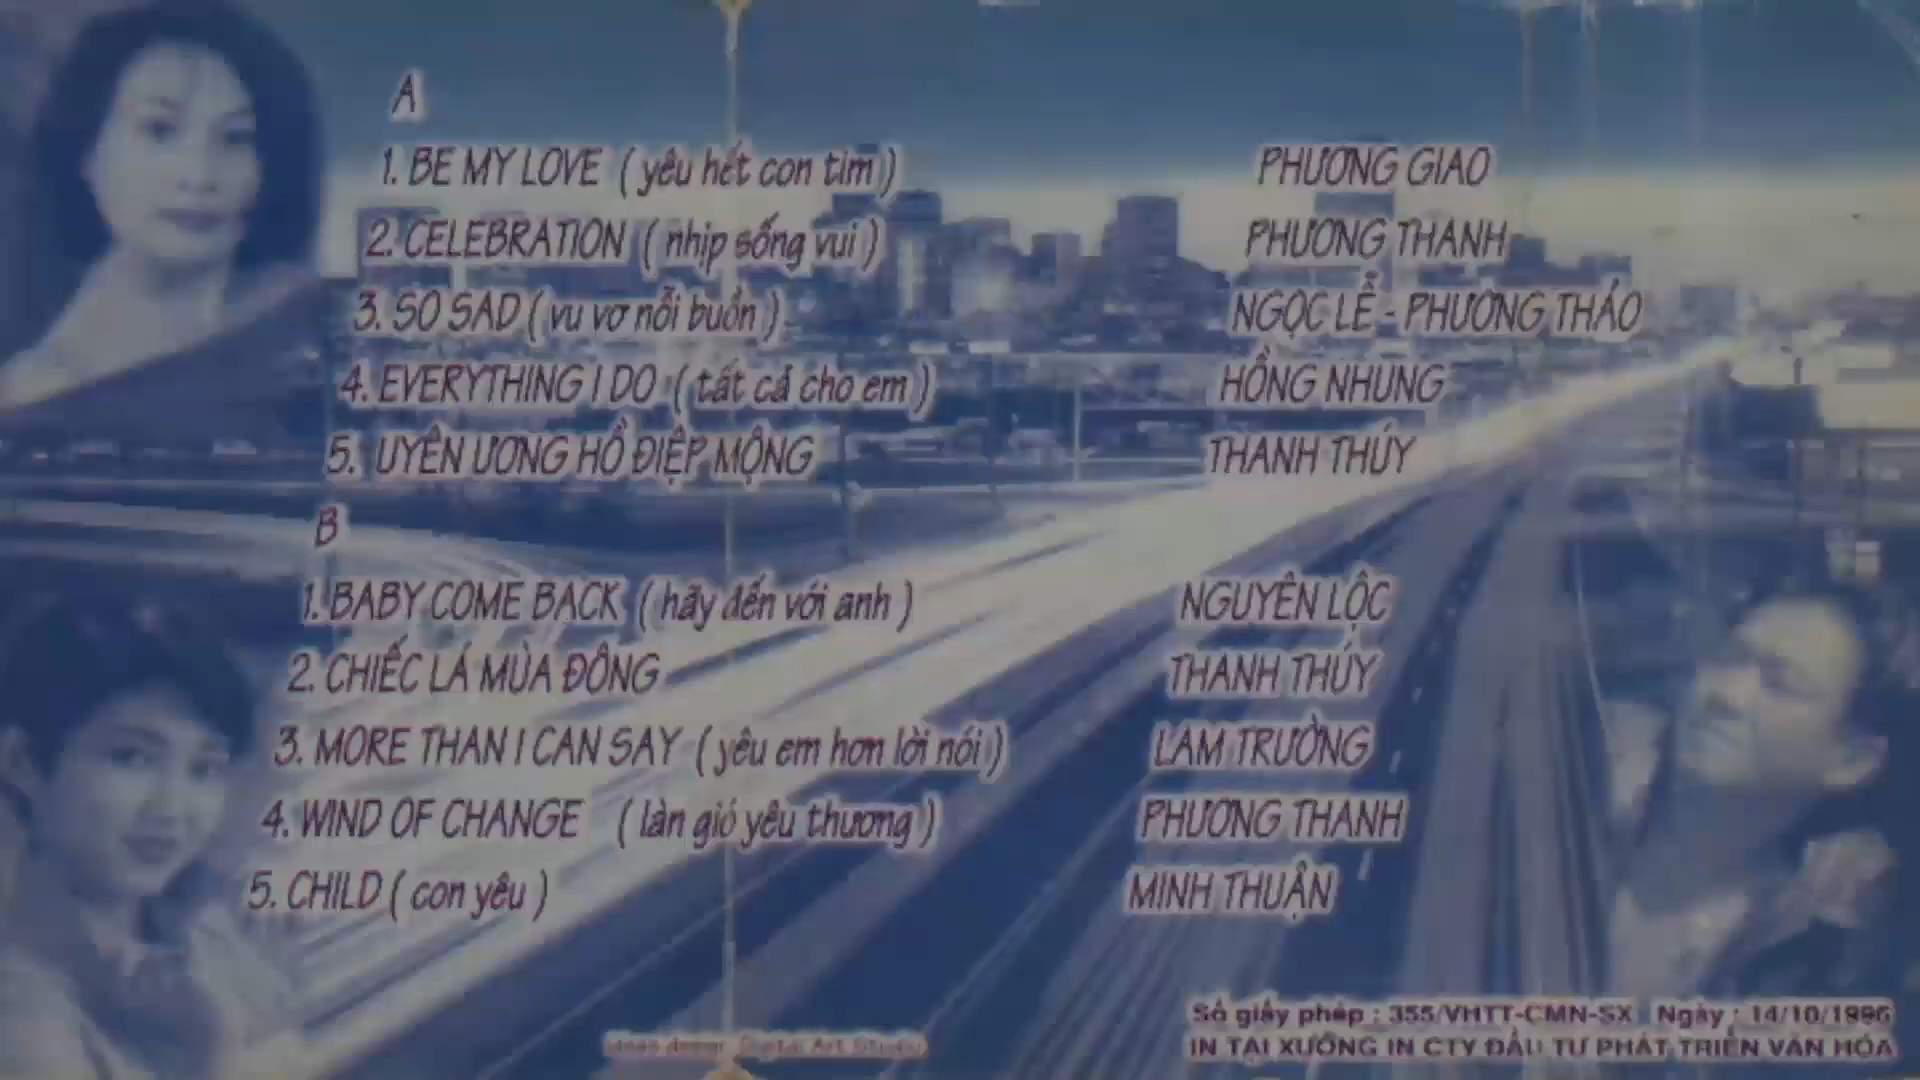 A
1. BE MY LOVE ( yêu hết con tim ) PHƯƠNG GIAO
2. CELEBRATION ( nhịp sống vui ) PHƯƠNG THANH
3. SO SAD ( vu vơ nỗi buồn ) NGỌC LỄ - PHƯƠNG THẢO
4. EVERYTHING I DO ( tất cả cho em ) HỒNG NHUNG
5. UYÊN ƯƠNG HỒ ĐIỆP MỘNG THANH THÚY
B
1. BABY COME BACK ( hãy đến với anh ) NGUYÊN LỘC
2. CHIẾC LÁ MÙA ĐÔNG THANH THÚY
3. MORE THAN I CAN SAY ( yêu em hơn lời nói ) LAM TRƯỜNG
4. WIND OF CHANGE ( làn gió yêu thương ) PHƯƠNG THANH
5. CHILD ( con yêu ) MINH THUẬN
Số giấy phép : 355/VHTT-CMN-SX Ngày : 14/10/1996
Digital Art Studio IN TẠI XƯỞNG IN CTY ĐẦU TƯ PHÁT TRIỂN VĂN HÓA